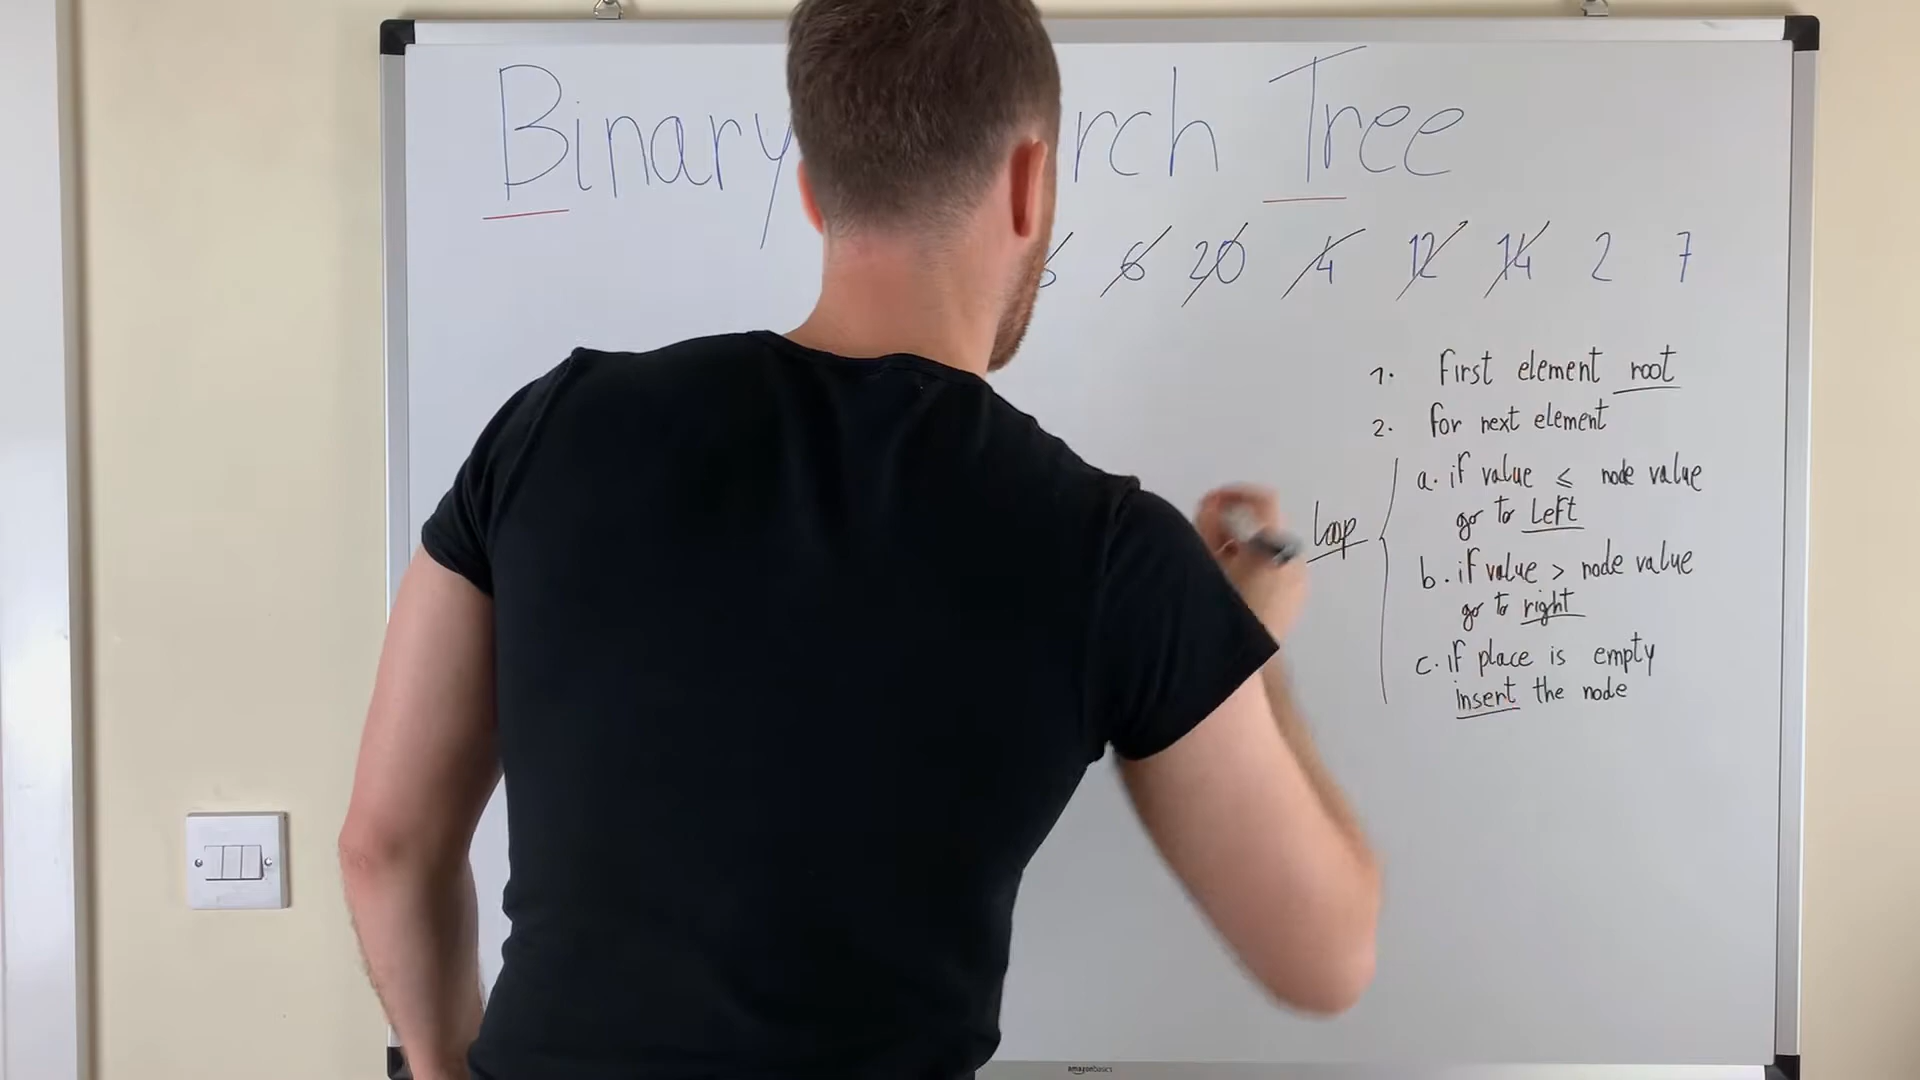 Binary rch Tree
6 20 4 12 14 2 7
1. First element root
2. For next element
a. if value ≤ node value
go to Left
Loop
b. if value > node value
go to right
c. if place is empty
insert the node
amazonbasics